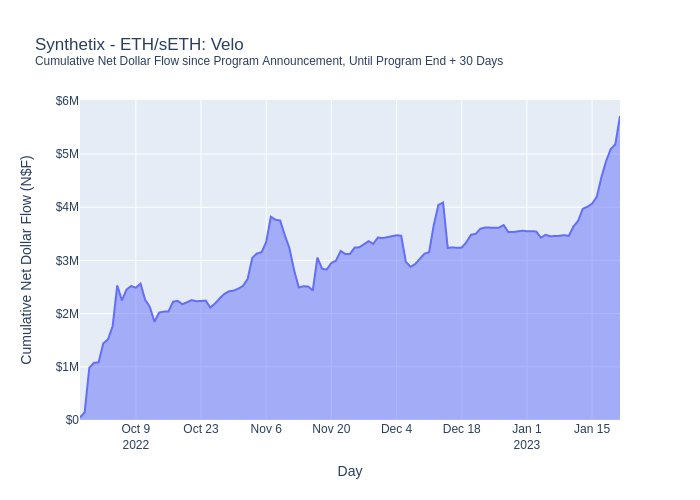 Synthetix - ETH/sETH: Velo
Cumulative Net Dollar Flow since Program Announcement, Until Program End + 30 Days
$6M
$5M
$4M
$3M
$2M
$1M
$0
Cumulative Net Dollar Flow (N$F)
Oct 9 Oct 23 Nov 6 Nov 20 Dec 4 Dec 18 Jan 1 Jan 15
2022 2023
Day